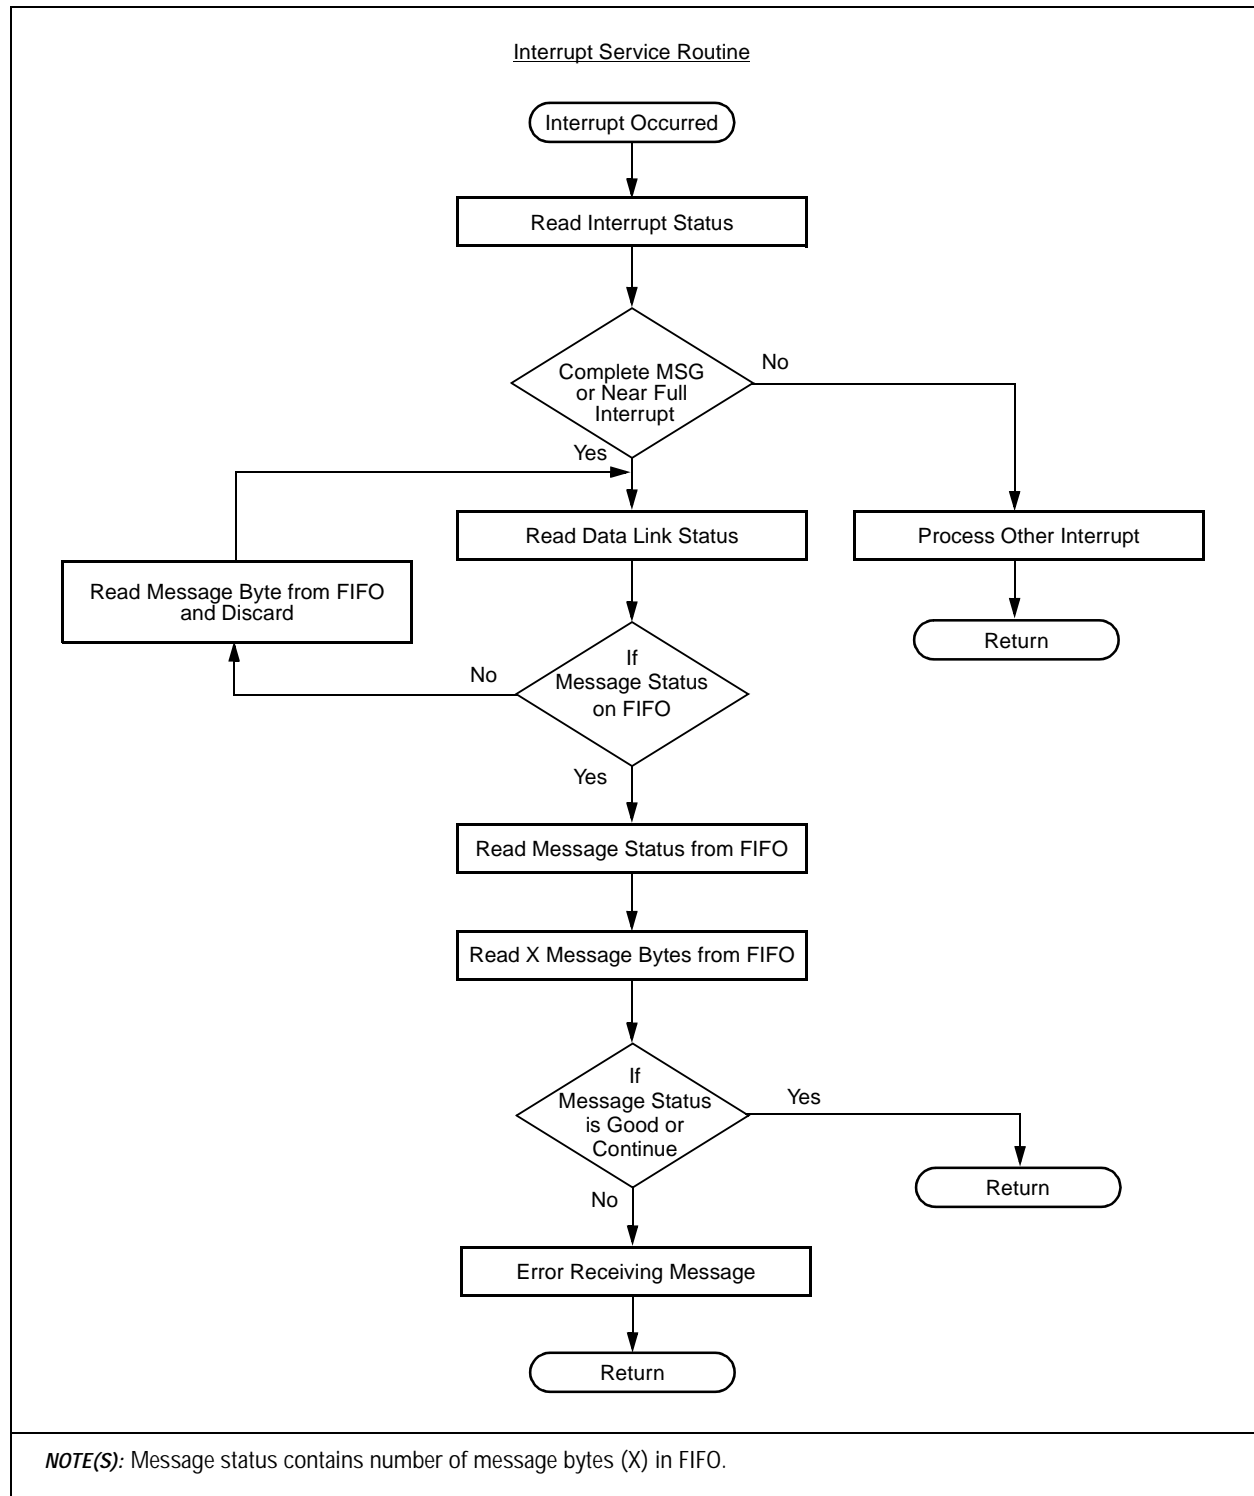 Interrupt Service Routine
Interrupt Occurred
Read Interrupt Status
Complete MSG
or Near Full
Interrupt
No
Yes
Read Data Link Status
Process Other Interrupt
Read Message Byte from FIFO
and Discard
Return
If
Message Status
on FIFO
No
Yes
Read Message Status from FIFO
Read X Message Bytes from FIFO
If
Message Status
is Good or
Continue
Yes
Return
No
Error Receiving Message
Return
NOTE(S): Message status contains number of message bytes (X) in FIFO.